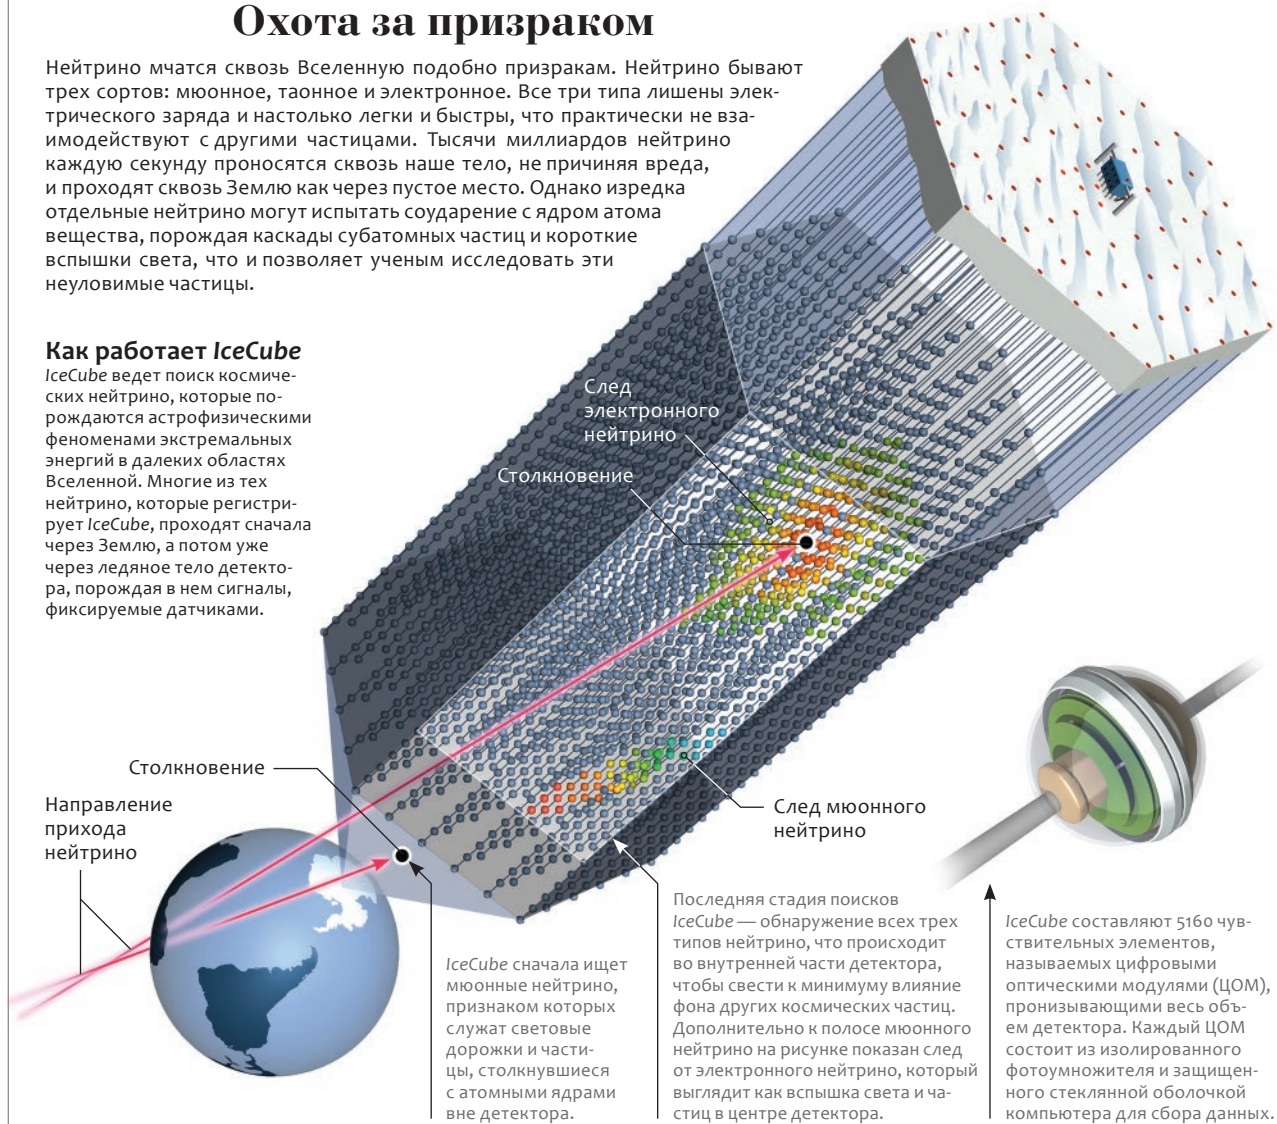 Охота за призраком
Нейтрино мчатся сквозь Вселенную подобно призракам. Нейтрино бывают
трех сортов: мюонное, таонное и электронное. Все три типа лишены элек-
трического заряда и настолько легки и быстры, что практически не вза-
имодействуют с другими частицами. Тысячи миллиардов нейтрино
каждую секунду проносятся сквозь наше тело, не причиняя вреда,
и проходят сквозь Землю как через пустое место. Однако изредка
отдельные нейтрино могут испытать соударение с ядром атома
вещества, порождая каскады субатомных частиц и короткие
вспышки света, что и позволяет ученым исследовать эти
неуловимые частицы.
Как работает IceCube
IceCube ведет поиск космиче-
ских нейтрино, которые по-
рождаются астрофизическими
феноменами экстремальных
энергий в далеких областях
Вселенной. Многие из тех
нейтрино, которые регистри-
рует IceCube, проходят сначала
через Землю, а потом уже
через ледяное тело детекто-
ра, порождая в нем сигналы,
фиксируемые датчиками.
След
электронного
нейтрино
Столкновение
Столкновение
Направление
прихода
нейтрино
След мюонного
нейтрино
IceCube сначала ищет
мюонные нейтрино,
признаком которых
служат световые
дорожки и части-
цы, столкнувшиеся
с атомными ядрами
вне детектора.
Последняя стадия поисков
IceCube — обнаружение всех трех
типов нейтрино, что происходит
во внутренней части детектора,
чтобы свести к минимуму влияние
фона других космических частиц.
Дополнительно к полосе мюонного
нейтрино на рисунке показан след
от электронного нейтрино, который
выглядит как вспышка света и ча-
стиц в центре детектора.
IceCube составляют 5160 чув-
ствительных элементов,
называемых цифровыми
оптическими модулями (ЦОМ),
пронизывающими весь объ-
ем детектора. Каждый ЦОМ
состоит из изолированного
фотоумножителя и защищен-
ного стеклянной оболочкой
компьютера для сбора данных.